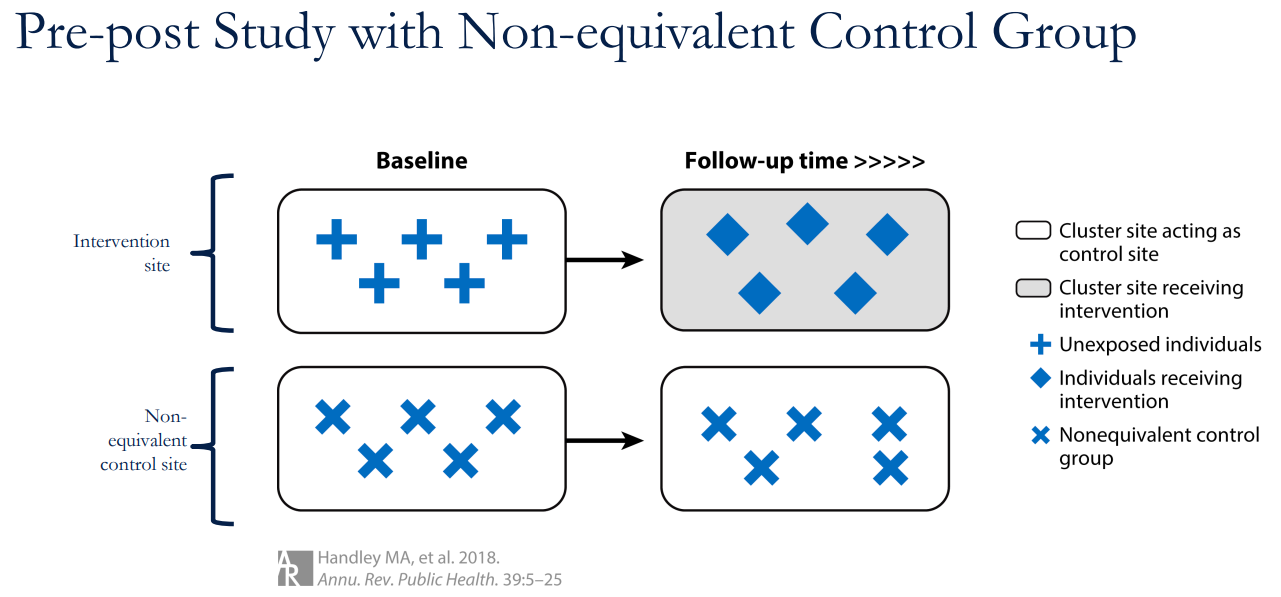 Pre-post Study with Non-equivalent Control Group
Baseline
Follow-up time >>>>>
Intervention
site
Non-
equivalent
control site
Cluster site acting as
control site
Cluster site receiving
intervention
Unexposed individuals
Individuals receiving
intervention
Nonequivalent control
group
AR
Handley MA, et al. 2018.
Annu. Rev. Public Health. 39:5–25